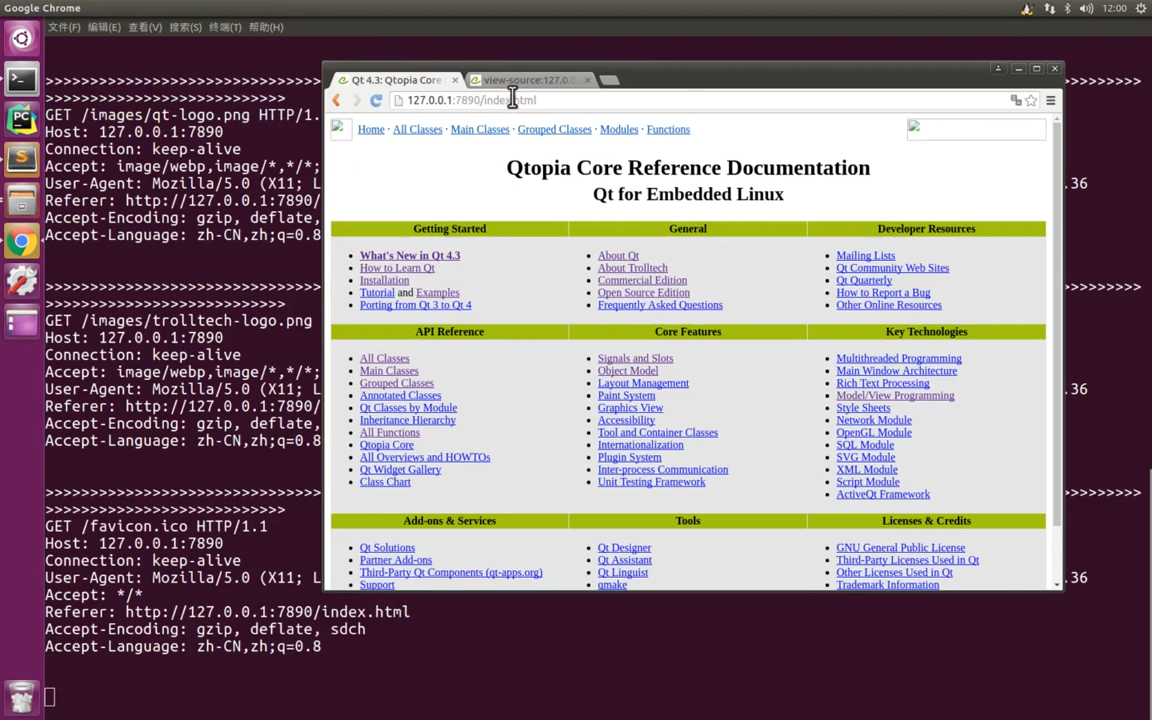 Google Chrome
12:00
文件(F) 编辑(E) 查看(V) 搜索(S) 终端(T) 帮助(H)
>>>>>>>>>>>>>>>>>>>>>>>>>>>>>>>>>>>
>>>>>>>>>>
>>>>>>>>>>>>>>>>>>>>>>>>>>>>>>
GET /images/qt-logo.png HTTP/1.
Host: 127.0.0.1:7890
Connection: keep-alive
Accept: image/webp,image/*,*/*;
User-Agent: Mozilla/5.0 (X11; L
36
Referer: http://127.0.0.1:7890/
Accept-Encoding: gzip, deflate,
Accept-Language: zh-CN,zh;q=0.8
>>>>>>>>>>>>>>>>>>>>>>>>>>>>>>>>>>>
>>>>>>>>>>
>>>>>>>>>>>>>>>>>>>>>>>>>>>>>>
GET /images/trolltech-logo.png
Host: 127.0.0.1:7890
Connection: keep-alive
Accept: image/webp,image/*,*/*;
User-Agent: Mozilla/5.0 (X11; L
36
Referer: http://127.0.0.1:7890/
Accept-Encoding: gzip, deflate,
Accept-Language: zh-CN,zh;q=0.8
>>>>>>>>>>>>>>>>>>>>>>>>>>>>>>>>>>>
>>>>>>>>>>
>>>>>>>>>>>>>>>>>>>>>>>>>>>>>>
GET /favicon.ico HTTP/1.1
Host: 127.0.0.1:7890
Connection: keep-alive
User-Agent: Mozilla/5.0 (X11; L
36
Accept: */*
Referer: http://127.0.0.1:7890/index.html
Accept-Encoding: gzip, deflate, sdch
Accept-Language: zh-CN,zh;q=0.8
Qt 4.3: Qtopia Core
view-source:127.0.0
127.0.0.1:7890/index.html
Home · All Classes · Main Classes · Grouped Classes · Modules · Functions
Qtopia Core Reference Documentation
Qt for Embedded Linux
Getting Started
What's New in Qt 4.3
How to Learn Qt
Installation
Tutorial and Examples
Porting from Qt 3 to Qt 4
General
About Qt
About Trolltech
Commercial Edition
Open Source Edition
Frequently Asked Questions
Developer Resources
Mailing Lists
Qt Community Web Sites
Qt Quarterly
How to Report a Bug
Other Online Resources
API Reference
All Classes
Main Classes
Grouped Classes
Annotated Classes
Qt Classes by Module
Inheritance Hierarchy
All Functions
Qtopia Core
All Overviews and HOWTOs
Qt Widget Gallery
Class Chart
Core Features
Signals and Slots
Object Model
Layout Management
Paint System
Graphics View
Accessibility
Tool and Container Classes
Internationalization
Plugin System
Inter-process Communication
Unit Testing Framework
Key Technologies
Multithreaded Programming
Main Window Architecture
Rich Text Processing
Model/View Programming
Style Sheets
Network Module
OpenGL Module
SQL Module
SVG Module
XML Module
Script Module
ActiveQt Framework
Add-ons & Services
Qt Solutions
Partner Add-ons
Third-Party Qt Components (qt-apps.org)
Support
Tools
Qt Designer
Qt Assistant
Qt Linguist
qmake
Licenses & Credits
GNU General Public License
Third-Party Licenses Used in Qt
Other Licenses Used in Qt
Trademark Information
PC
S